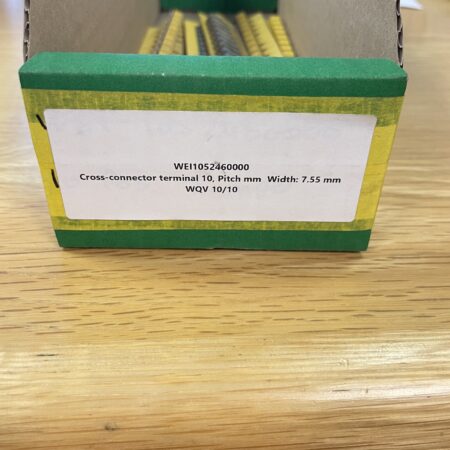 WEI1052460000
Cross-connector terminal 10, Pitch mm Width: 7.55 mm
WQV 10/10